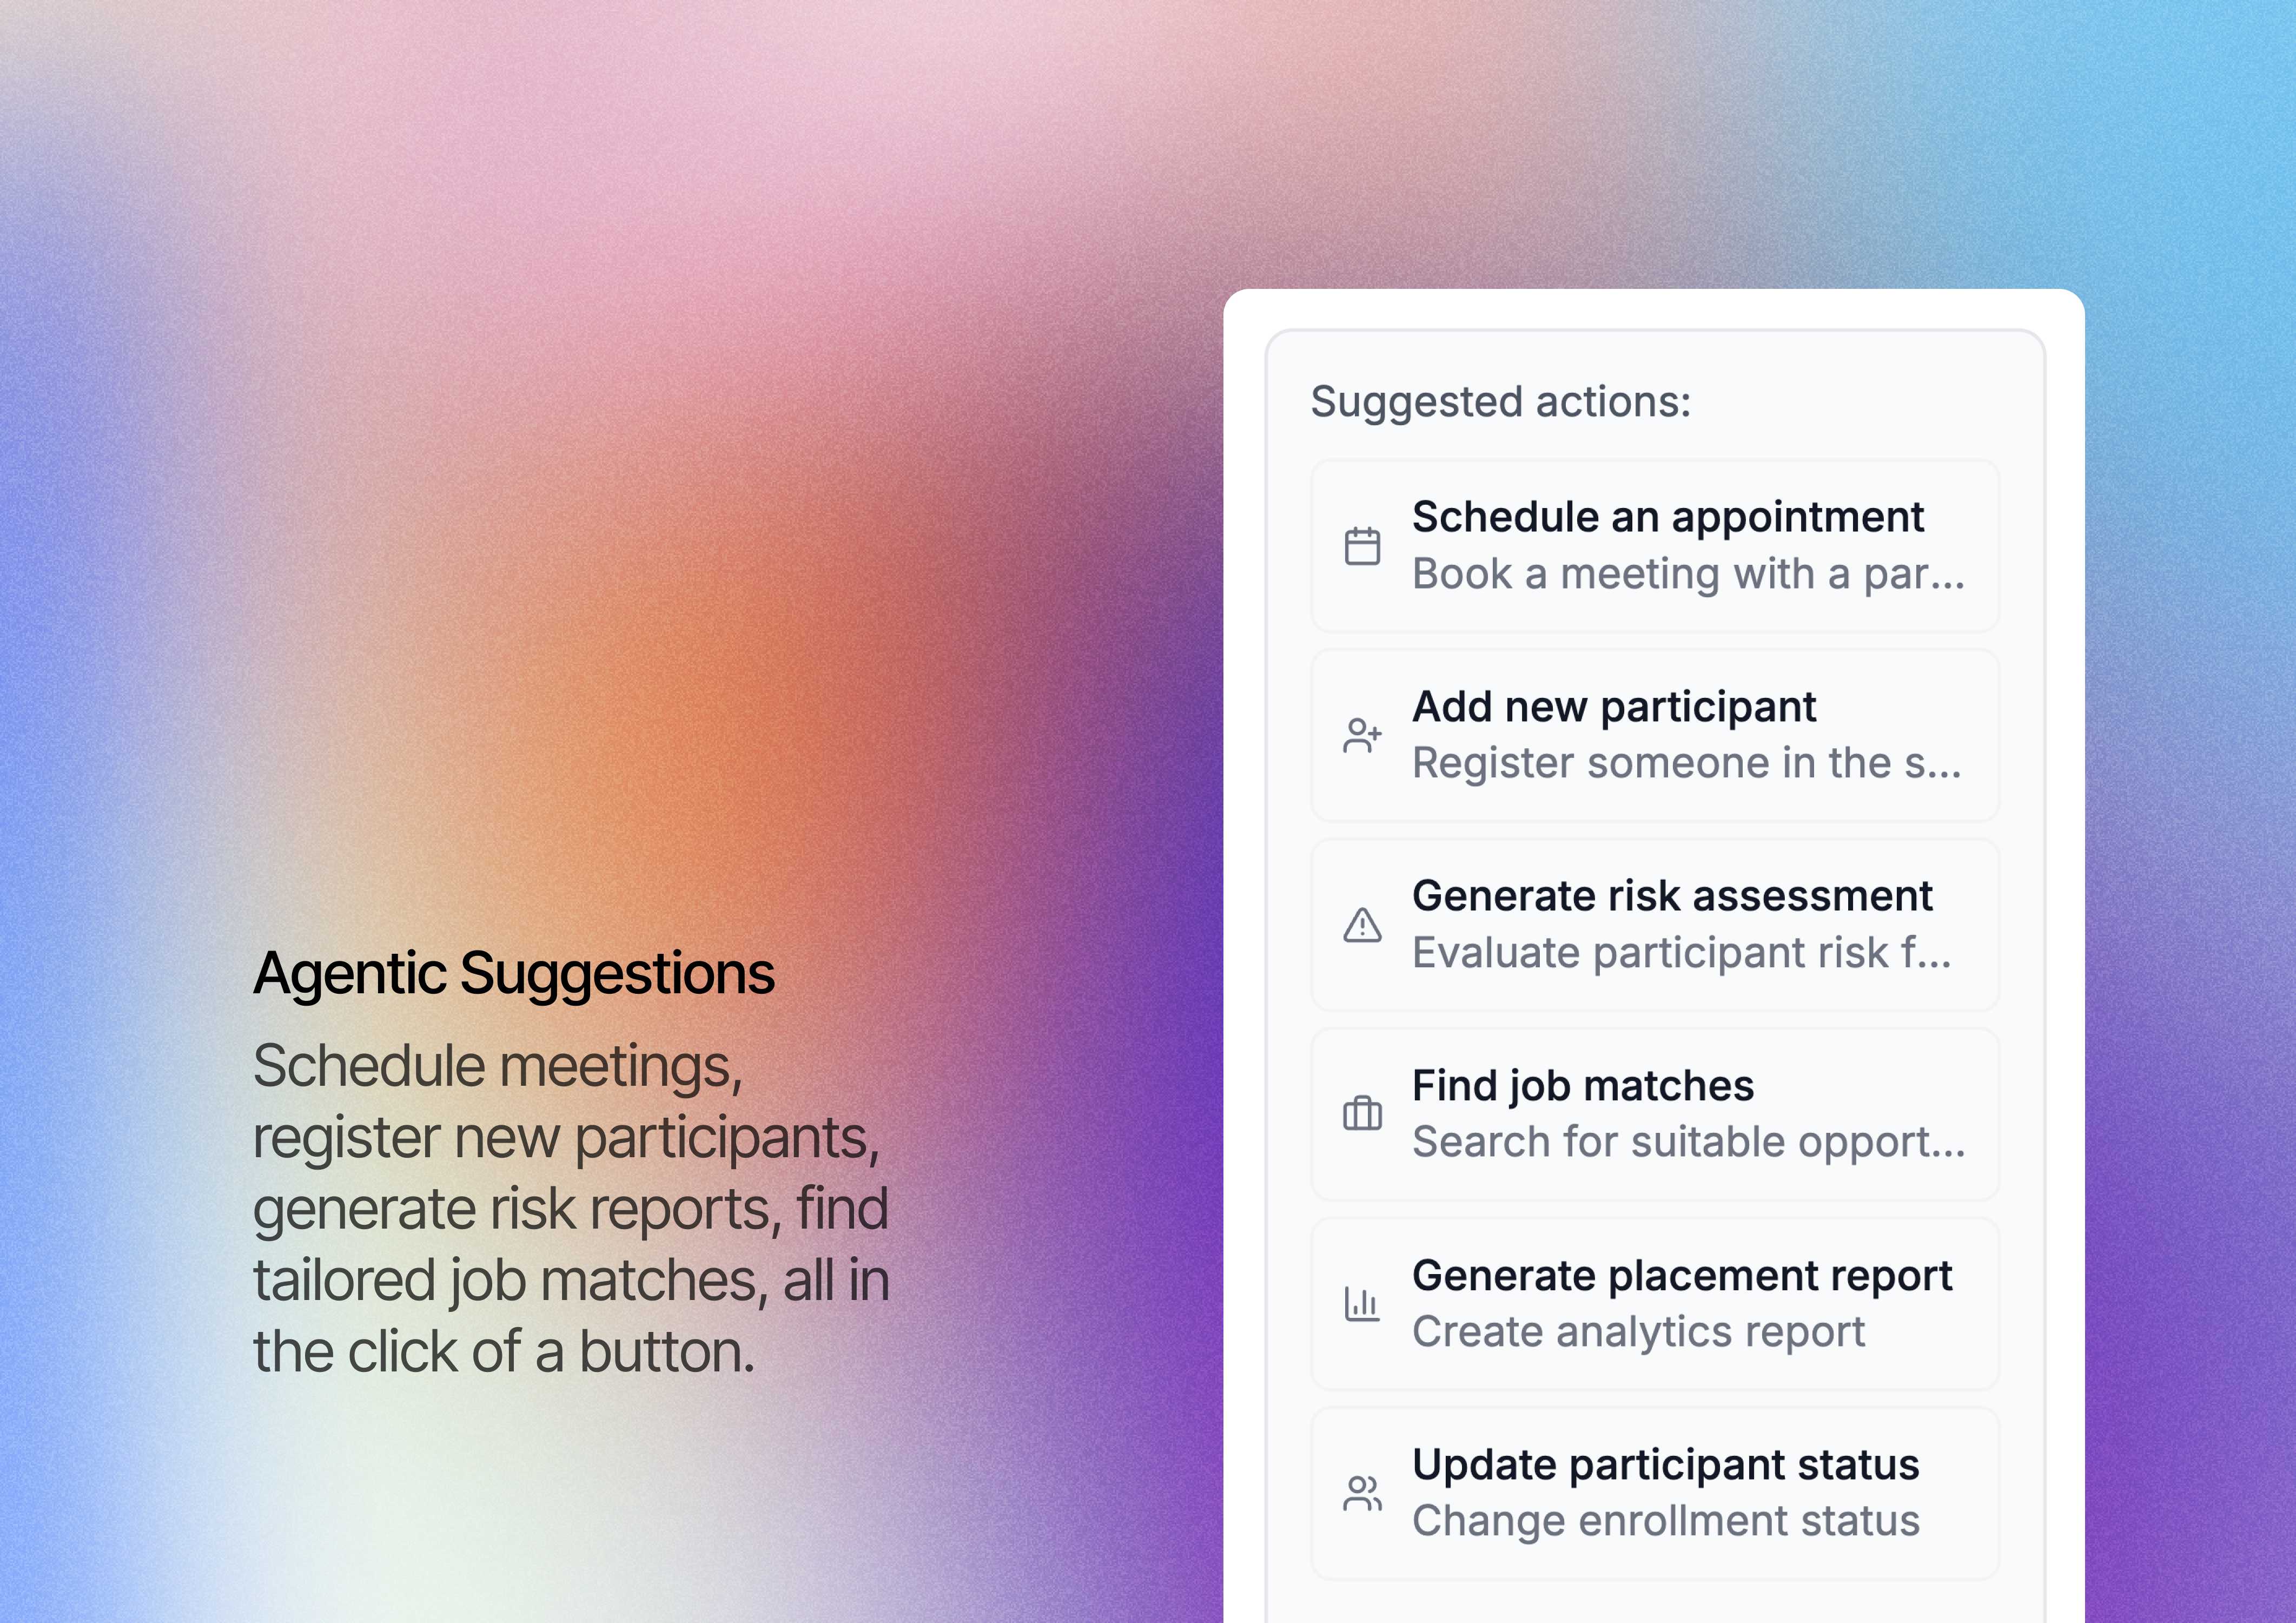 Agentic Suggestions
Schedule meetings,
register new participants,
generate risk reports, find
tailored job matches, all in
the click of a button.
Suggested actions:
Schedule an appointment
Book a meeting with a par...
Add new participant
Register someone in the s...
Generate risk assessment
Evaluate participant risk f...
Find job matches
Search for suitable opport...
Generate placement report
Create analytics report
Update participant status
Change enrollment status